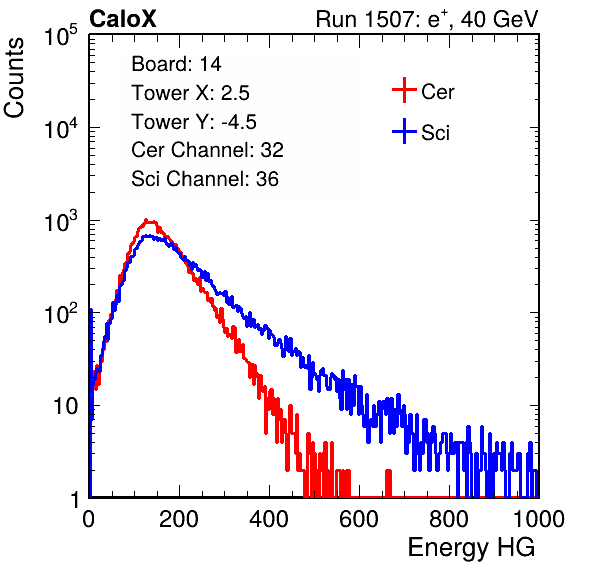 CaloX Run 1507: e⁺, 40 GeV
Counts
Board: 14
Tower X: 2.5
Tower Y: -4.5
Cer Channel: 32
Sci Channel: 36
Cer
Sci
10⁵
10⁴
10³
10²
10
1
0 200 400 600 800 1000
Energy HG